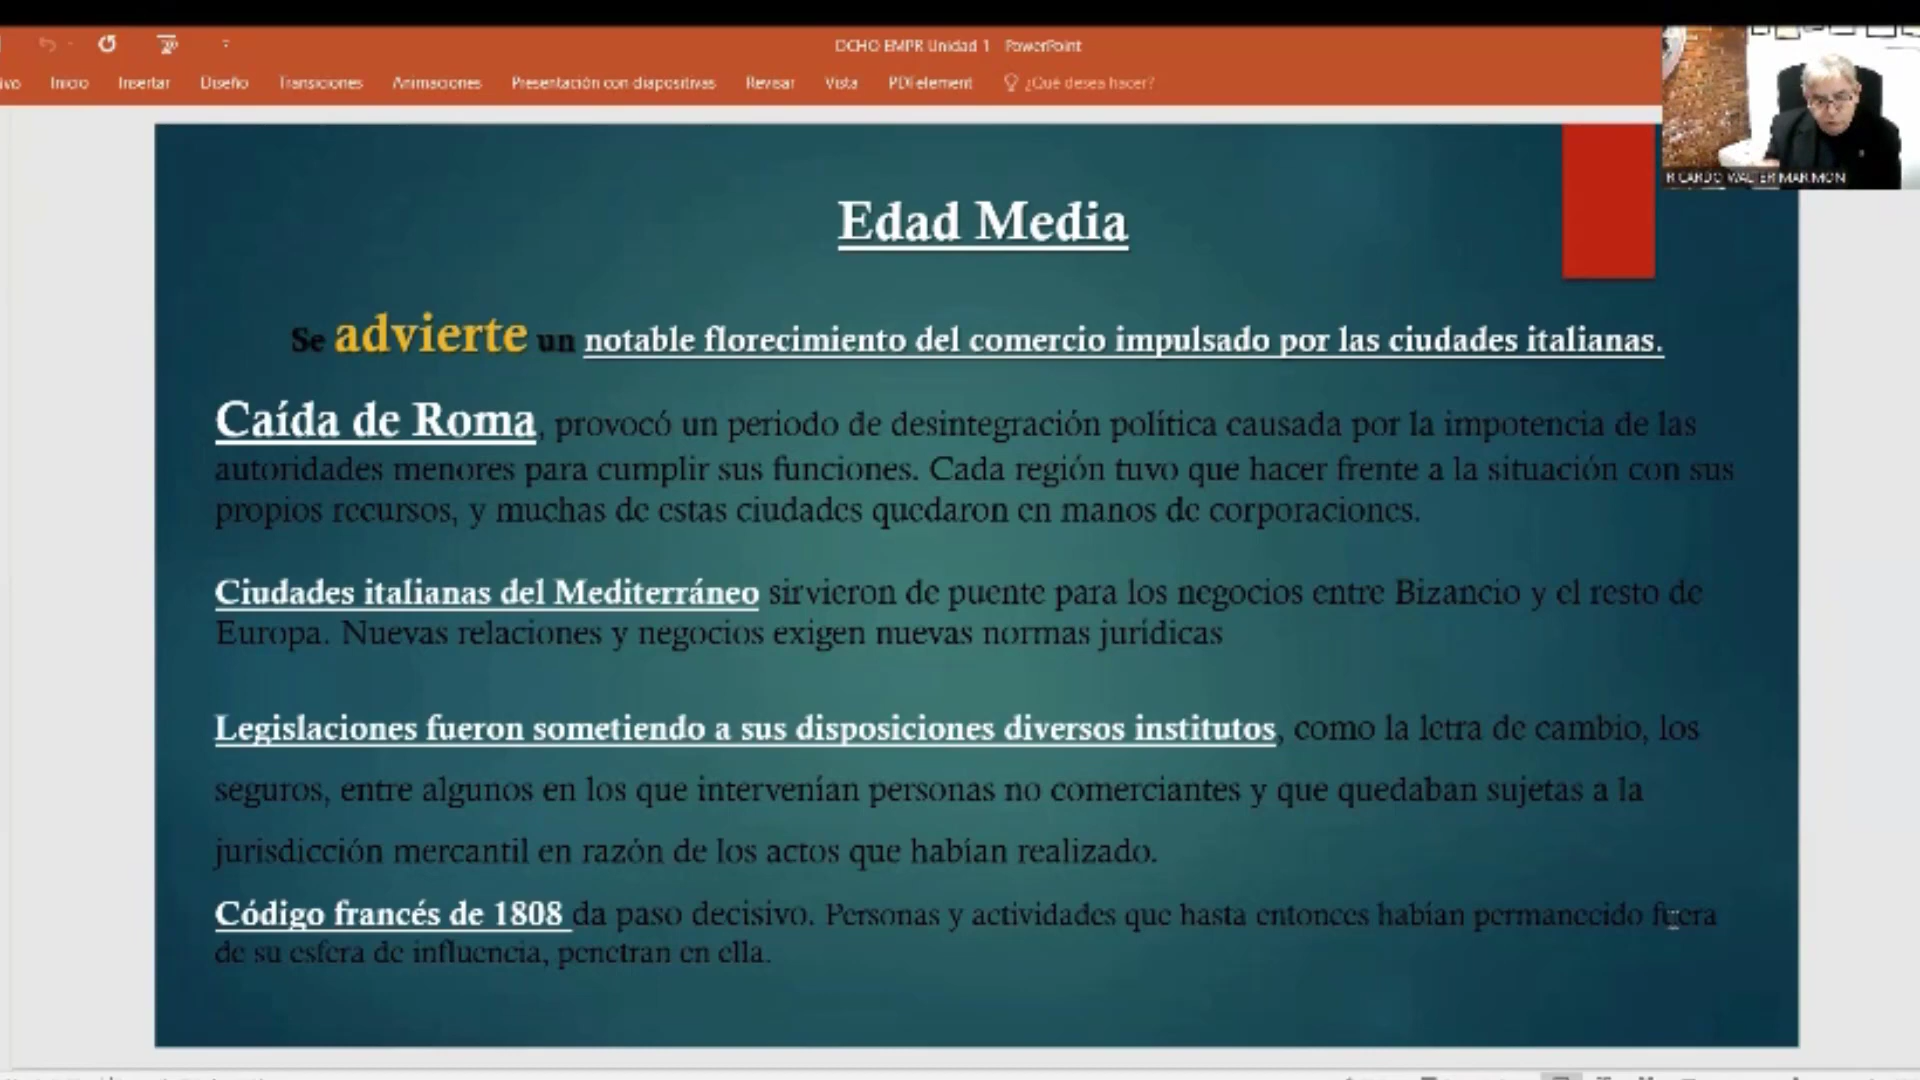 DCHO EMPR Unidad 1 PowerPoint
Inicio Insertar Diseño Transiciones Animaciones Presentación con diapositivas Revisar Vista PDFelement ¿Qué desea hacer?
RICARDO WALTER MARIMON
Edad Media
Se advierte un notable florecimiento del comercio impulsado por las ciudades italianas.
Caída de Roma, provocó un periodo de desintegración política causada por la impotencia de las
autoridades menores para cumplir sus funciones. Cada región tuvo que hacer frente a la situación con sus
propios recursos, y muchas de estas ciudades quedaron en manos de corporaciones.
Ciudades italianas del Mediterráneo sirvieron de puente para los negocios entre Bizancio y el resto de
Europa. Nuevas relaciones y negocios exigen nuevas normas jurídicas
Legislaciones fueron sometiendo a sus disposiciones diversos institutos, como la letra de cambio, los
seguros, entre algunos en los que intervenían personas no comerciantes y que quedaban sujetas a la
jurisdicción mercantil en razón de los actos que habían realizado.
Código francés de 1808 da paso decisivo. Personas y actividades que hasta entonces habían permanecido fuera
de su esfera de influencia, penetran en ella.